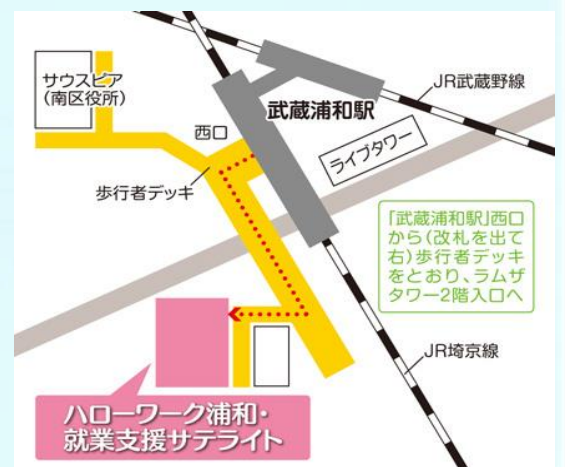 サウスピア
(南区役所)
西口
武蔵浦和駅
JR武蔵野線
ライブタワー
歩行者デッキ
「武蔵浦和駅」西口
から(改札を出て
右)歩行者デッキ
をとおり、ラムザ
タワー2階入口へ
JR埼京線
ハローワーク浦和・
就業支援サテライト